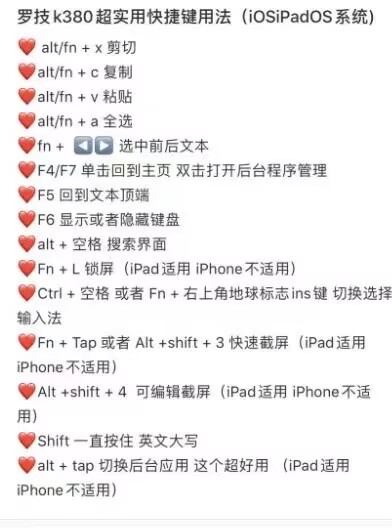 罗技k380超实用快捷键用法（iOSiPadOS系统）
❤️ alt/fn + x 剪切
❤️alt/fn + c 复制
❤️alt/fn + v 粘贴
❤️alt/fn + a 全选
❤️fn + ◀️▶️ 选中前后文本
❤️F4/F7 单击回到主页 双击打开后台程序管理
❤️F5 回到文本顶端
❤️F6 显示或者隐藏键盘
❤️alt + 空格 搜索界面
❤️Fn + L 锁屏（iPad适用 iPhone不适用）
❤️Ctrl + 空格 或者 Fn + 右上角地球标志ins键 切换选择
输入法
❤️Fn + Tap 或者 Alt +shift + 3 快速截屏（iPad适用
iPhone不适用）
❤️Alt +shift + 4 可编辑截屏（iPad适用 iPhone不适
用）
❤️Shift 一直按住 英文大写
❤️alt + tap 切换后台应用 这个超好用 （iPad适用
iPhone不适用）